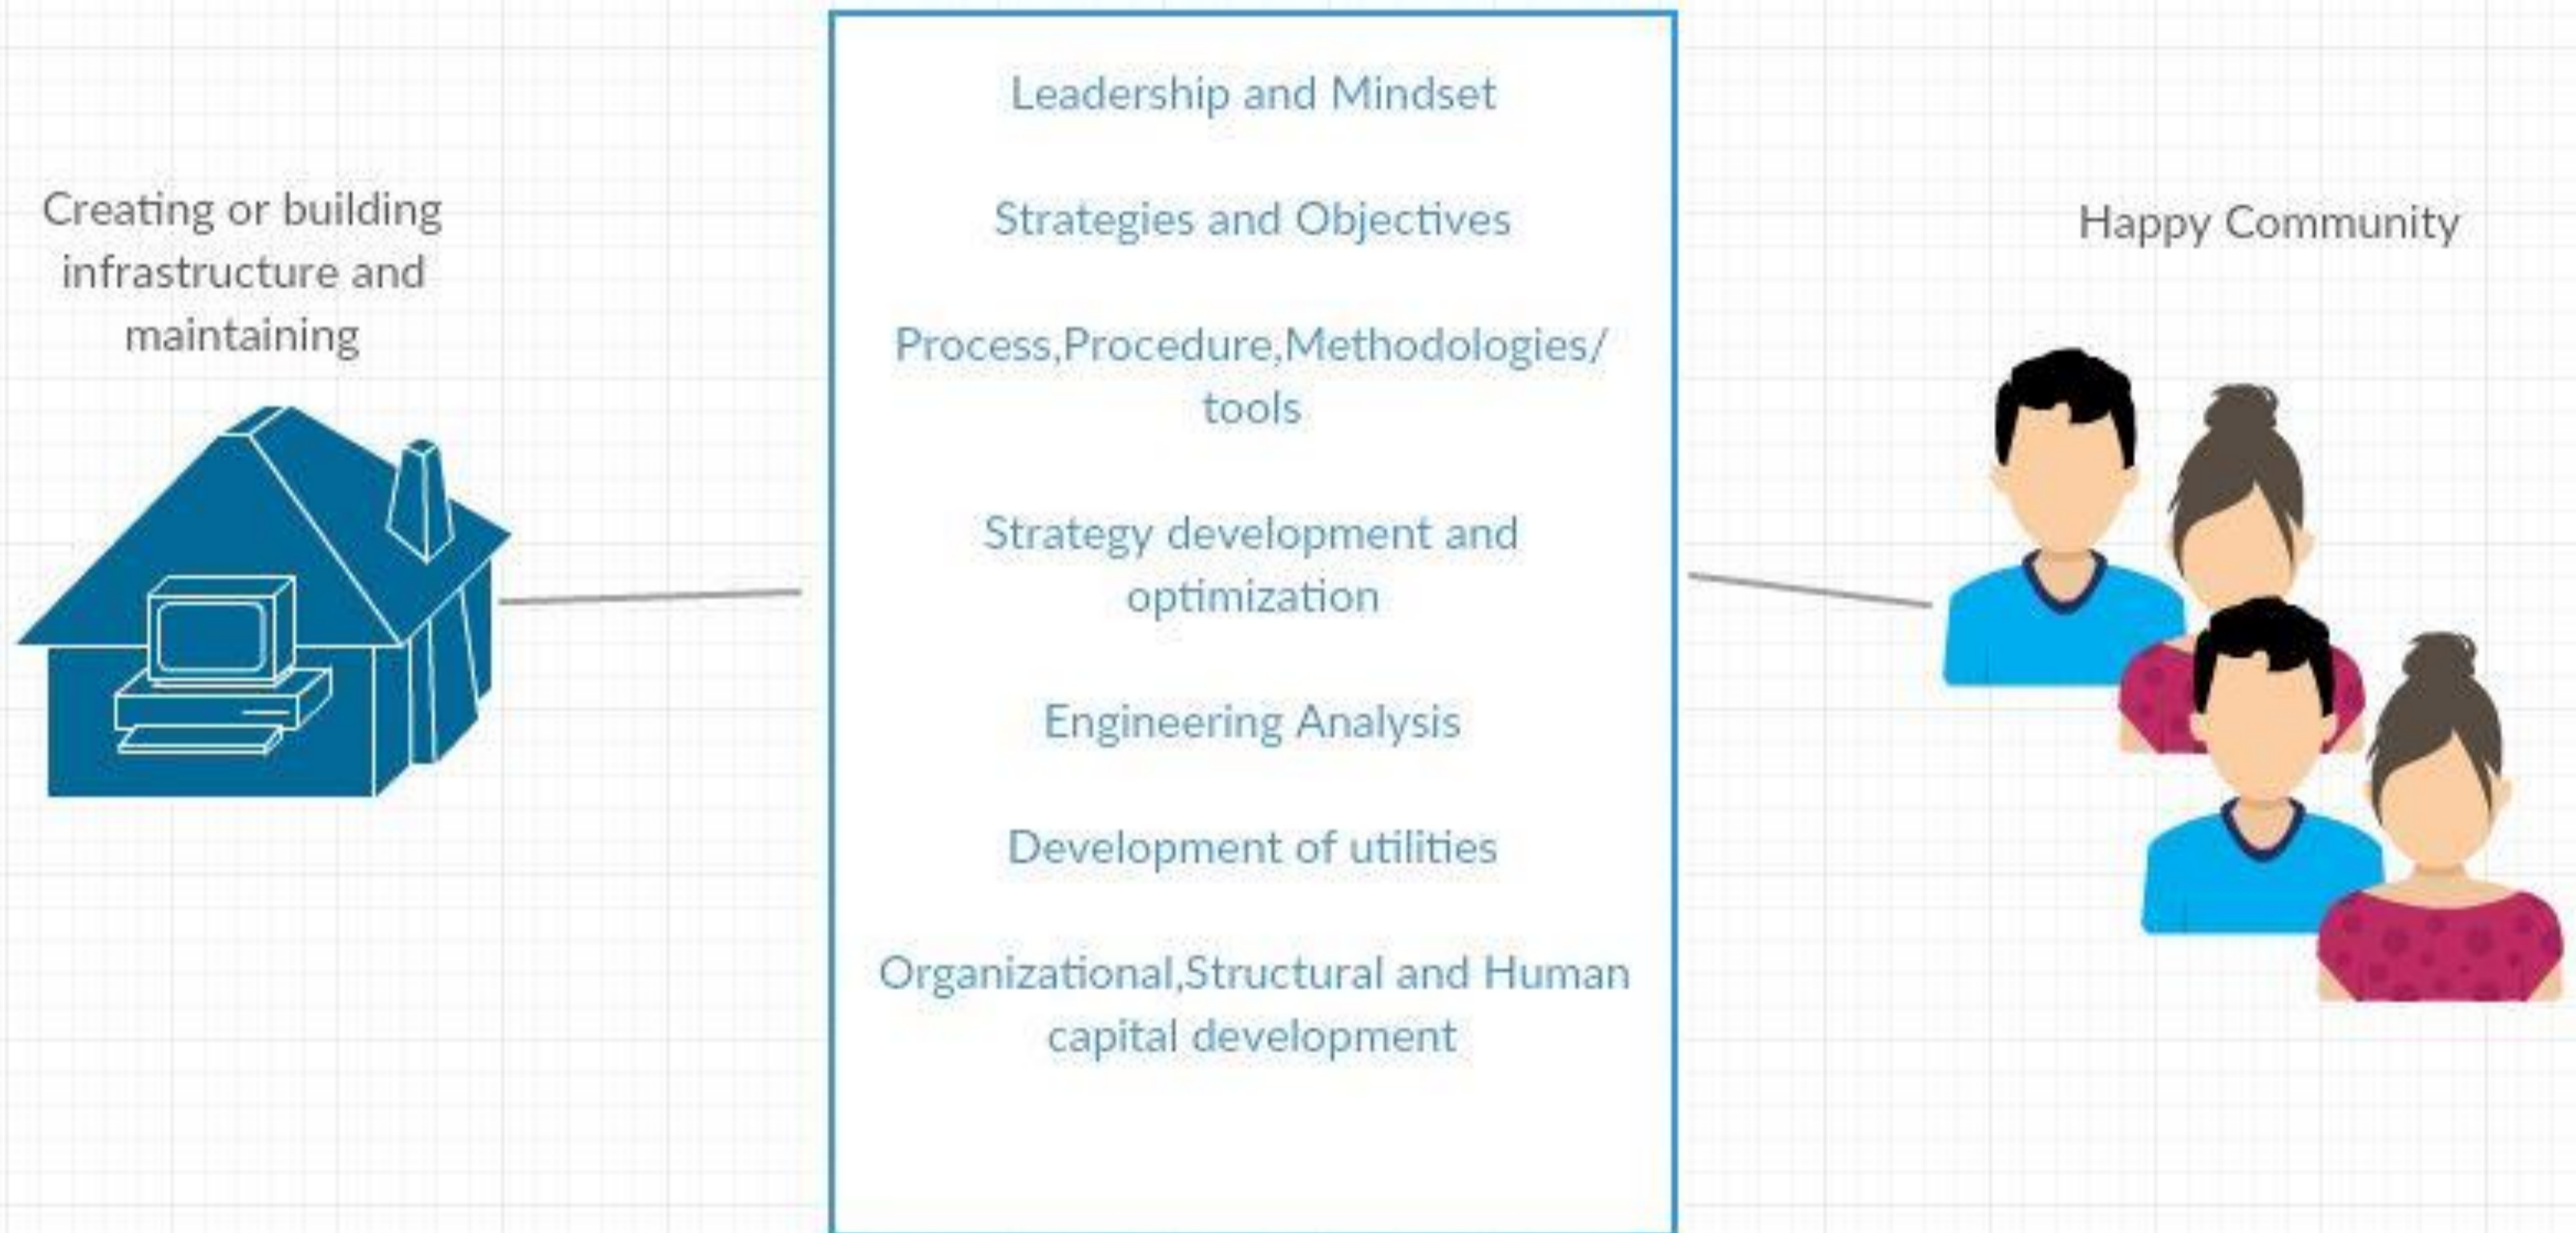 Creating or building
infrastructure and
maintaining
Leadership and Mindset
Strategies and Objectives
Process,Procedure,Methodologies/
tools
Strategy development and
optimization
Engineering Analysis
Development of utilities
Organizational,Structural and Human
capital development
Happy Community